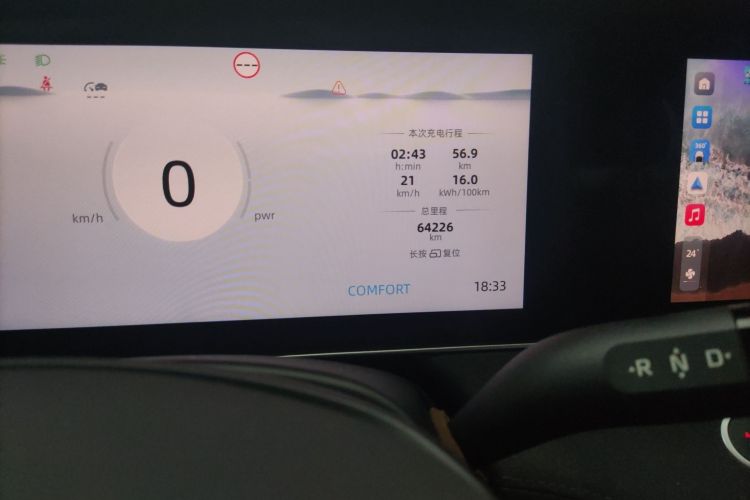 ---
---
本次充电行程
02:43 56.9
h:min km
21 16.0
km/h kWh/100km
总里程
64226
km
长按 复位
0
km/h
pwr
COMFORT
18:33
360°
24°
R N D